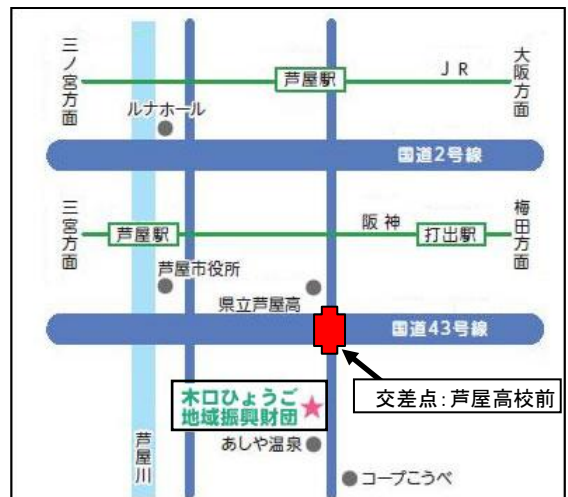 三ノ宮方面
芦屋駅
JR
大阪方面
ルナホール
国道2号線
三宮方面
芦屋駅
阪神
打出駅
梅田方面
芦屋市役所
県立芦屋高
国道43号線
交差点:芦屋高校前
木口ひょうご
地域振興財団
あしや温泉
芦屋川
コープこうべ